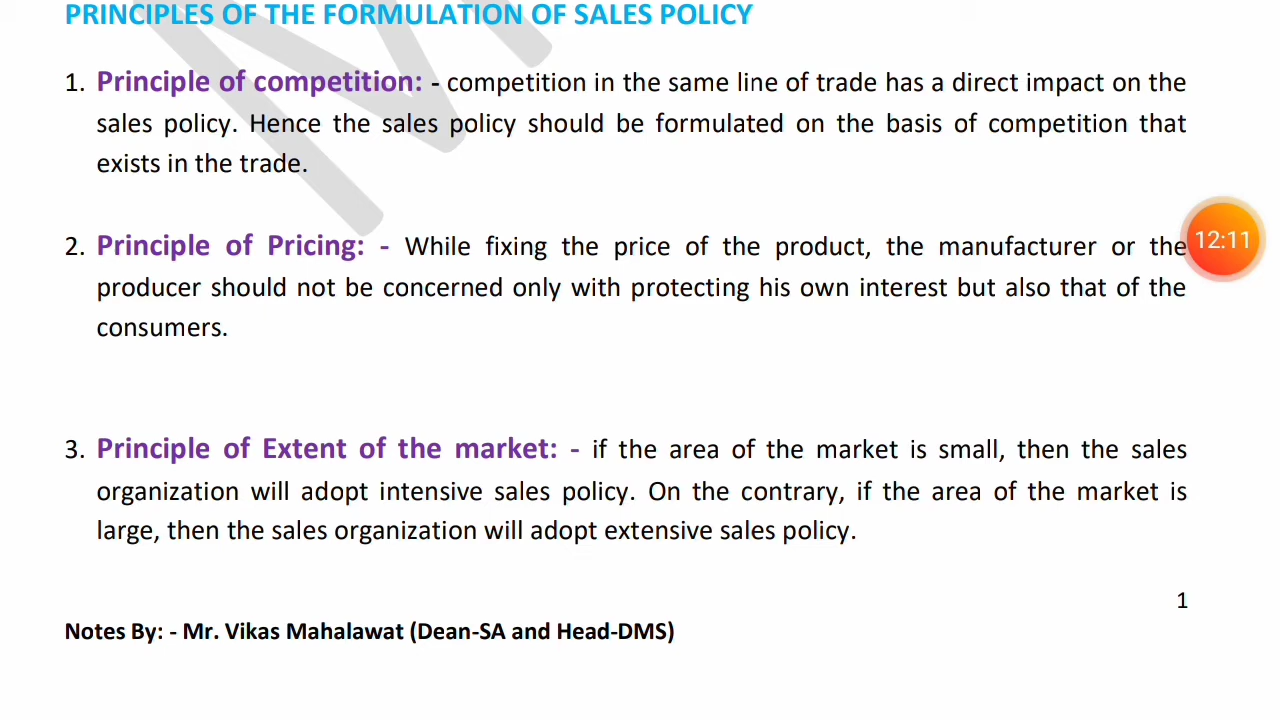 PRINCIPLES OF THE FORMULATION OF SALES POLICY
1. Principle of competition: - competition in the same line of trade has a direct impact on the
sales policy. Hence the sales policy should be formulated on the basis of competition that
exists in the trade.
2. Principle of Pricing: - While fixing the price of the product, the manufacturer or the
12:11
producer should not be concerned only with protecting his own interest but also that of the
consumers.
3. Principle of Extent of the market: - if the area of the market is small, then the sales
organization will adopt intensive sales policy. On the contrary, if the area of the market is
large, then the sales organization will adopt extensive sales policy.
1
Notes By: - Mr. Vikas Mahalawat (Dean-SA and Head-DMS)